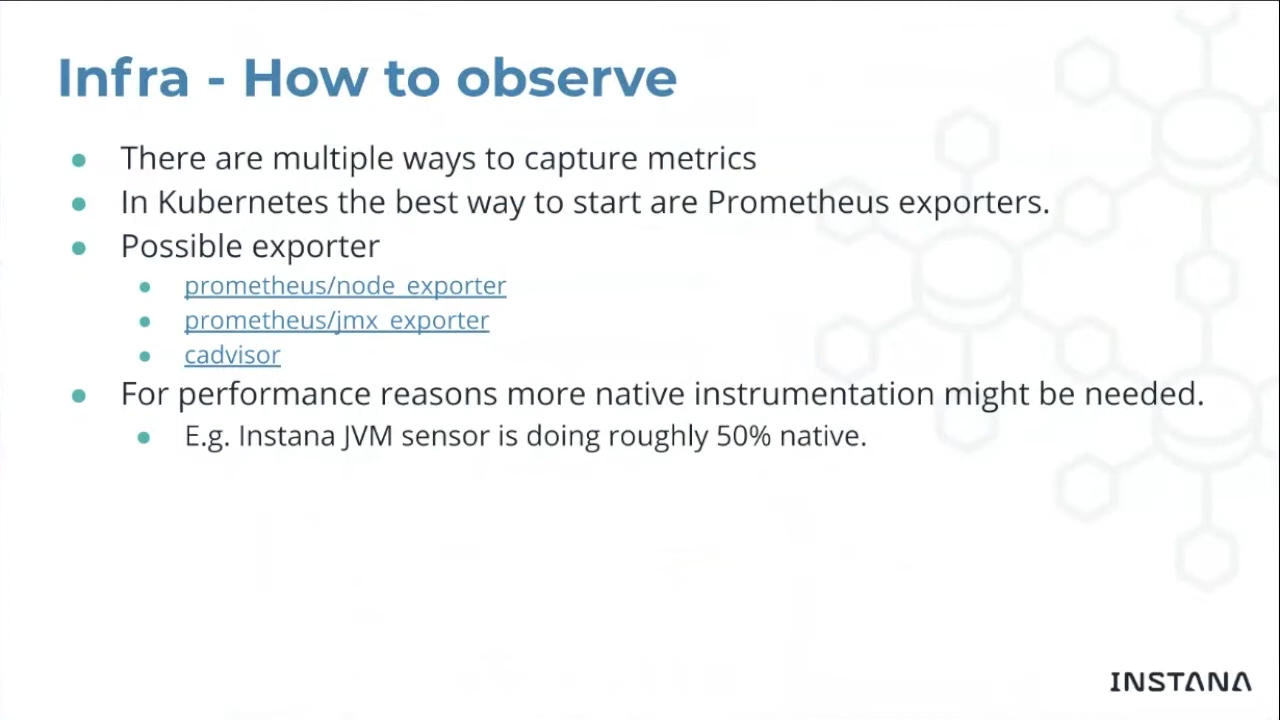 Infra - How to observe
There are multiple ways to capture metrics
In Kubernetes the best way to start are Prometheus exporters.
Possible exporter
prometheus/node_exporter
prometheus/jmx_exporter
cadvisor
For performance reasons more native instrumentation might be needed.
E.g. Instana JVM sensor is doing roughly 50% native.
INSTANA